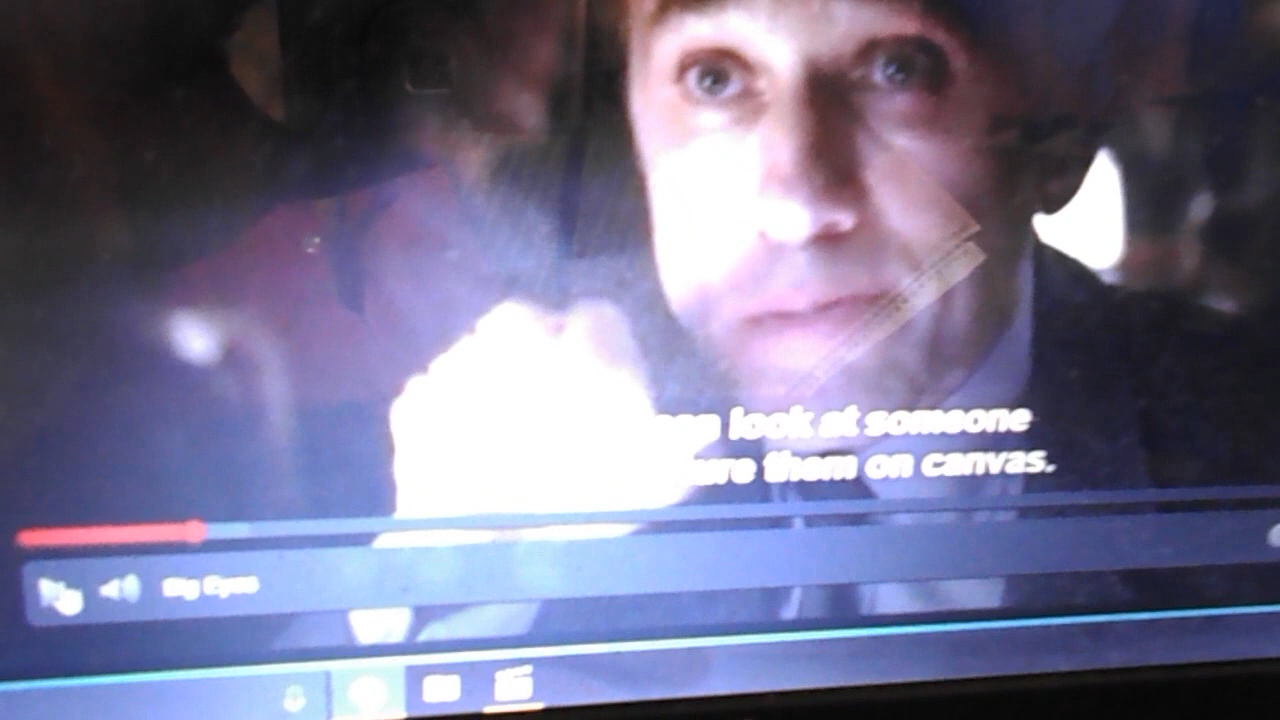 look at someone
them on canvas.
Big Eyes